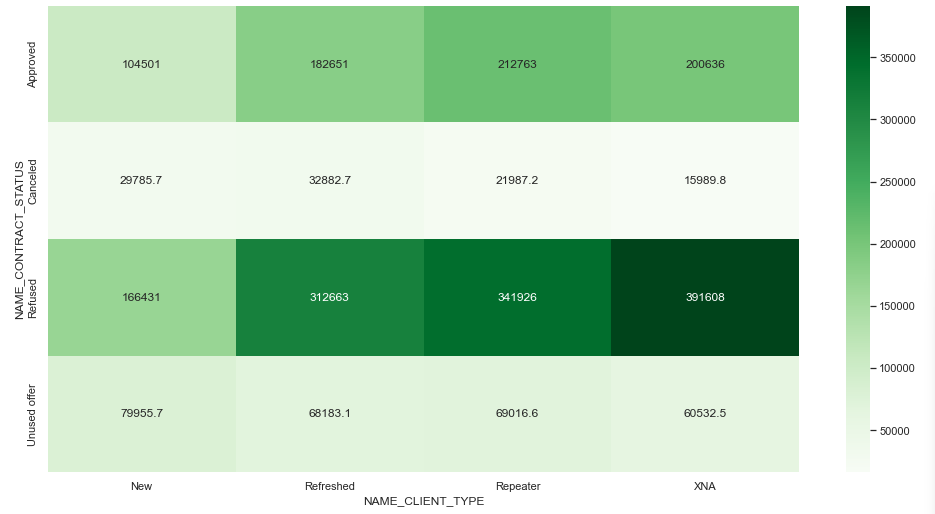 NAME_CONTRACT_STATUS
Approved
104501 182651 212763 200636
Canceled
29785.7 32882.7 21987.2 15989.8
Refused
166431 312663 341926 391608
Unused offer
79955.7 68183.1 69016.6 60532.5
New Refreshed Repeater XNA
NAME_CLIENT_TYPE
350000
300000
250000
200000
150000
100000
50000